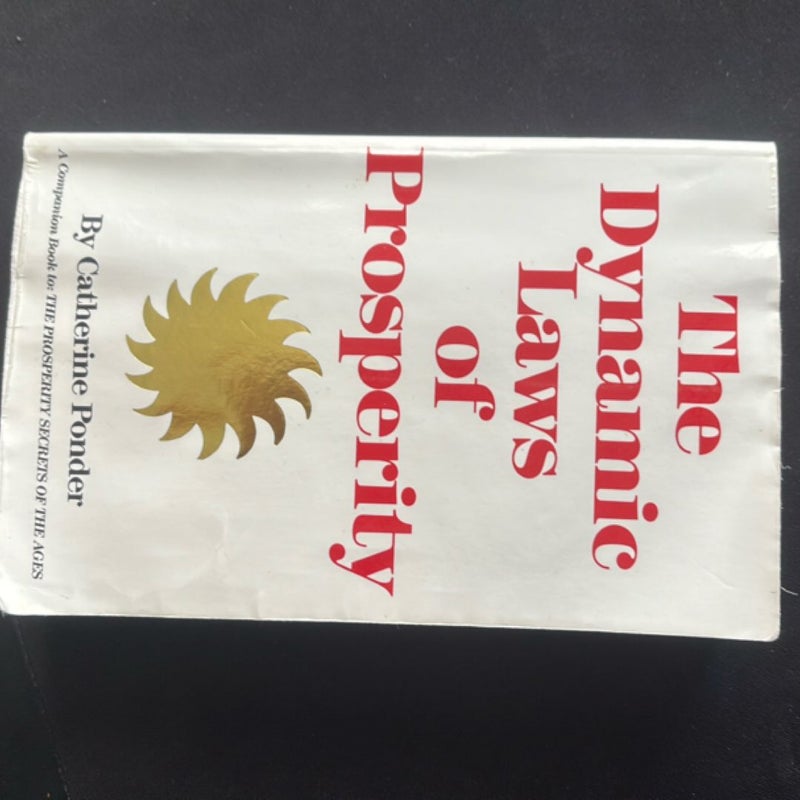 The
Dynamic
Laws
of
Prosperity
By Catherine Ponder
A Companion Book to: THE PROSPERITY SECRETS OF THE AGES